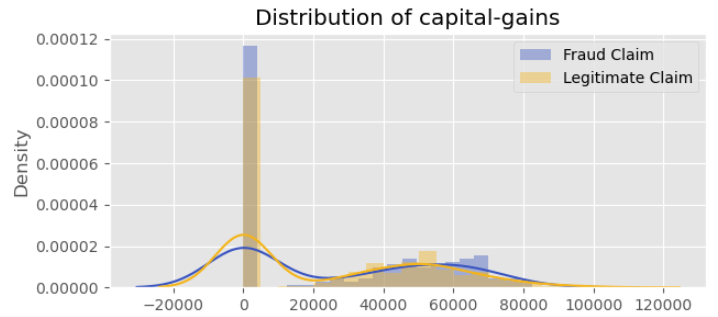 Distribution of capital-gains
Fraud Claim
Legitimate Claim
Density
0.00012
0.00010
0.00008
0.00006
0.00004
0.00002
0.00000
−20000 0 20000 40000 60000 80000 100000 120000